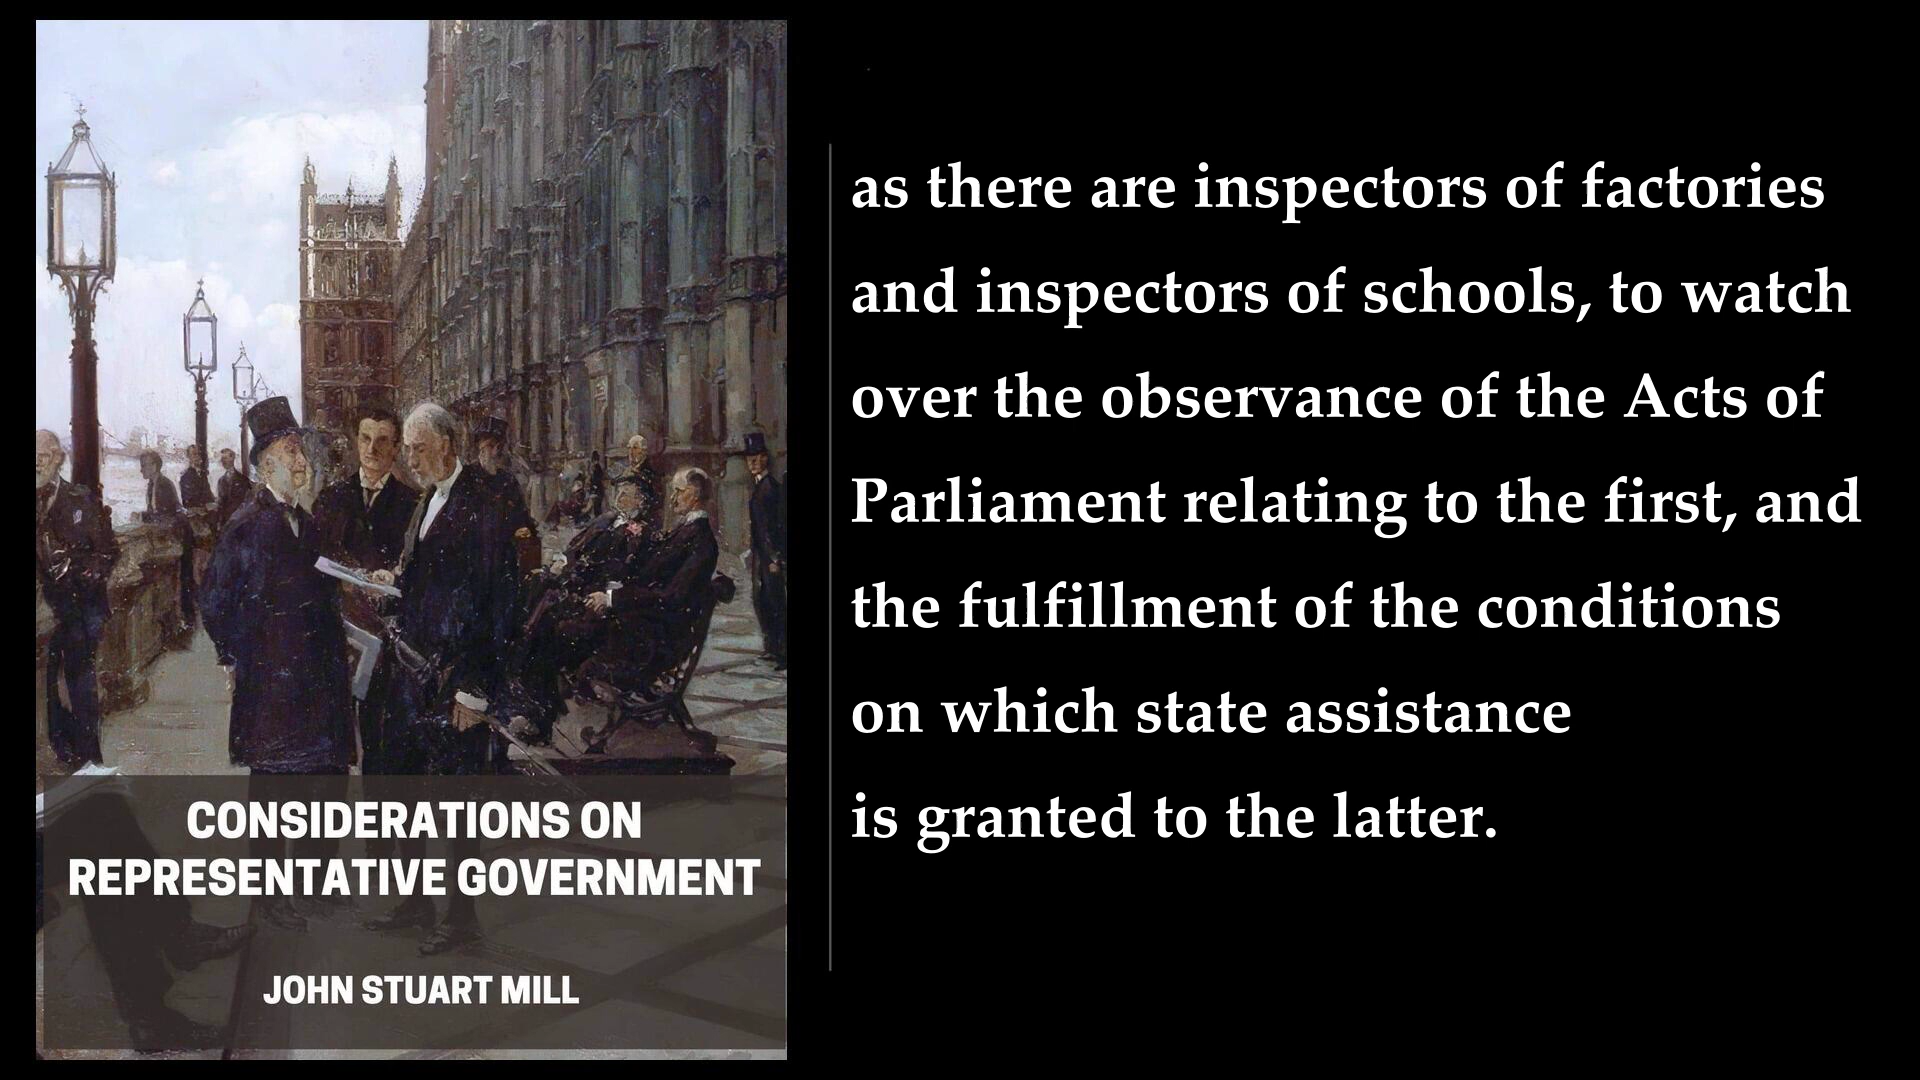 CONSIDERATIONS ON
REPRESENTATIVE GOVERNMENT
JOHN STUART MILL
as there are inspectors of factories
and inspectors of schools, to watch
over the observance of the Acts of
Parliament relating to the first, and
the fulfillment of the conditions
on which state assistance
is granted to the latter.